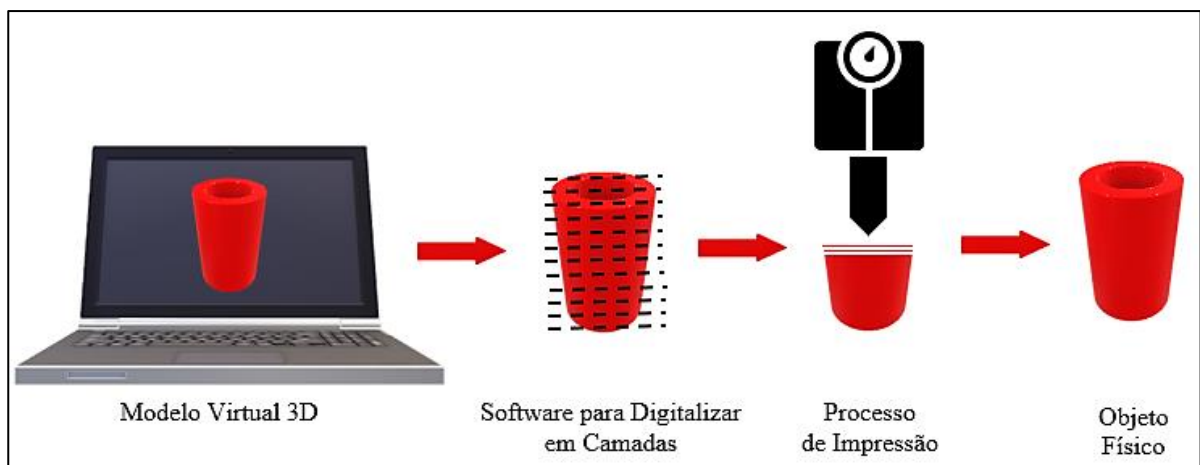 Modelo Virtual 3D
Software para Digitalizar
em Camadas
Processo
de Impressão
Objeto
Físico